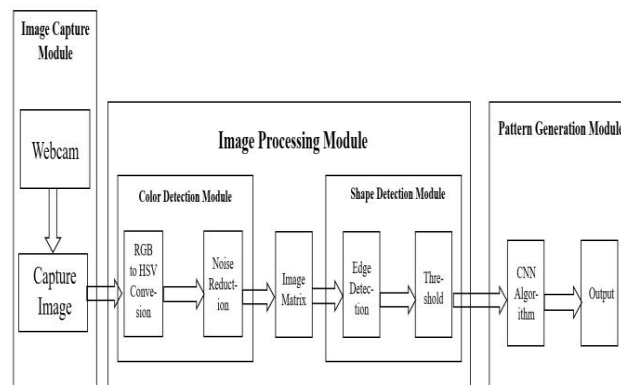 Image Capture
Module
Webcam
Capture
Image
Image Processing Module
Color Detection Module
RGB
to HSV
Conve-
sion
Noise
Reduct-
ion
Image
Matrix
Shape Detection Module
Edge
Detec-
tion
Thre-
shold
Pattern Generation Module
CNN
Algor-
ithm
Output